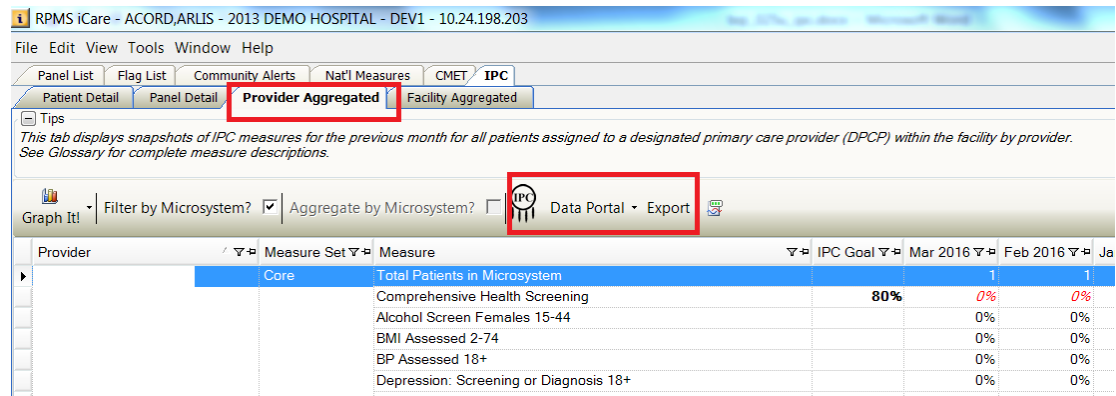 RPMS iCare - ACORD,ARLIS - 2013 DEMO HOSPITAL - DEV1 - 10.24.198.203
File Edit View Tools Window Help
Panel List Flag List Community Alerts Nat'l Measures CMET IPC
Patient Detail Panel Detail Provider Aggregated Facility Aggregated
Tips
This tab displays snapshots of IPC measures for the previous month for all patients assigned to a designated primary care provider (DPCP) within the facility by provider.
See Glossary for complete measure descriptions.
Graph It! Filter by Microsystem? Aggregate by Microsystem? IPC Data Portal Export
Provider Measure Set Measure IPC Goal Mar 2016 Feb 2016 Ja
Core Total Patients in Microsystem 1 1
Comprehensive Health Screening 80% 0% 0%
Alcohol Screen Females 15-44 0% 0%
BMI Assessed 2-74 0% 0%
BP Assessed 18+ 0% 0%
Depression: Screening or Diagnosis 18+ 0% 0%